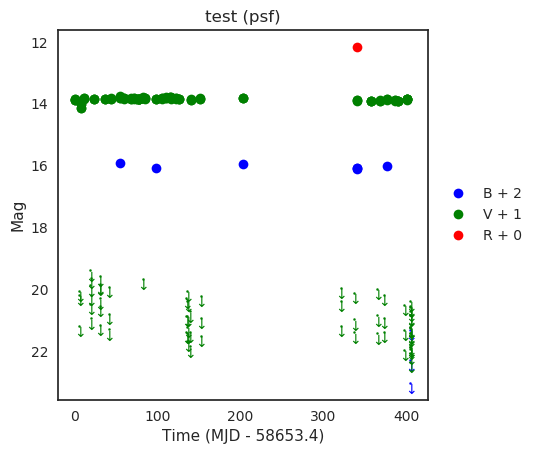 test (psf)
12
14
16
18
20
22
Mag
0
100
200
300
400
Time (MJD - 58653.4)
B + 2
V + 1
R + 0